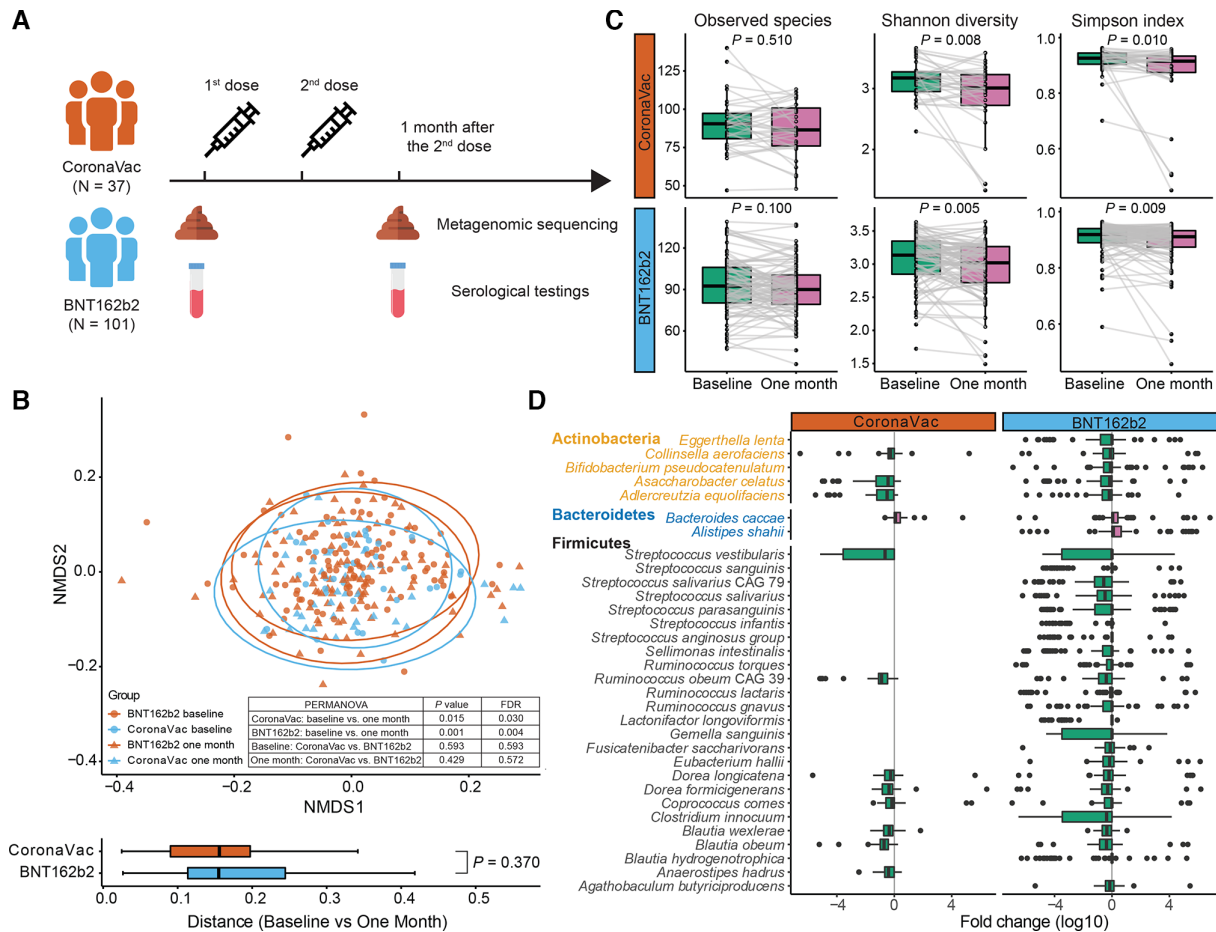 A
1st dose
2nd dose
1 month after
the 2nd dose
CoronaVac
(N = 37)
Metagenomic sequencing
BNT162b2
(N = 101)
Serological testings
C
Observed species
Shannon diversity
Simpson index
CoronaVac
P = 0.510
P = 0.008
P = 0.010
125
100
75
50
3
2
1.0
0.8
0.6
BNT162b2
P = 0.100
P = 0.005
P = 0.009
120
90
60
3.5
3.0
2.5
2.0
1.5
1.0
0.8
0.6
Baseline One month
Baseline One month
Baseline One month
B
NMDS2
0.2
0.0
−0.2
−0.4
Group
BNT162b2 baseline
CoronaVac baseline
BNT162b2 one month
CoronaVac one month
PERMANOVA P value FDR
CoronaVac: baseline vs. one month 0.015 0.030
BNT162b2: baseline vs. one month 0.001 0.004
Baseline: CoronaVac vs. BNT162b2 0.593 0.593
One month: CoronaVac vs. BNT162b2 0.429 0.572
−0.4 −0.2 0.0 0.2
NMDS1
CoronaVac
BNT162b2
P = 0.370
0.0 0.1 0.2 0.3 0.4 0.5
Distance (Baseline vs One Month)
D
CoronaVac
BNT162b2
Actinobacteria
Eggerthella lenta
Collinsella aerofaciens
Bifidobacterium pseudocatenulatum
Asaccharobacter celatus
Adlercreutzia equolifaciens
Bacteroidetes
Bacteroides caccae
Alistipes shahii
Firmicutes
Streptococcus vestibularis
Streptococcus sanguinis
Streptococcus salivarius CAG 79
Streptococcus salivarius
Streptococcus parasanguinis
Streptococcus infantis
Streptococcus anginosus group
Sellimonas intestinalis
Ruminococcus torques
Ruminococcus obeum CAG 39
Ruminococcus lactaris
Ruminococcus gnavus
Lactonifactor longoviformis
Gemella sanguinis
Fusicatenibacter saccharivorans
Eubacterium hallii
Dorea longicatena
Dorea formicigenerans
Coprococcus comes
Clostridium innocuum
Blautia wexlerae
Blautia obeum
Blautia hydrogenotrophica
Anaerostipes hadrus
Agathobaculum butyriciproducens
−4 0 4
−4 0 4
Fold change (log10)